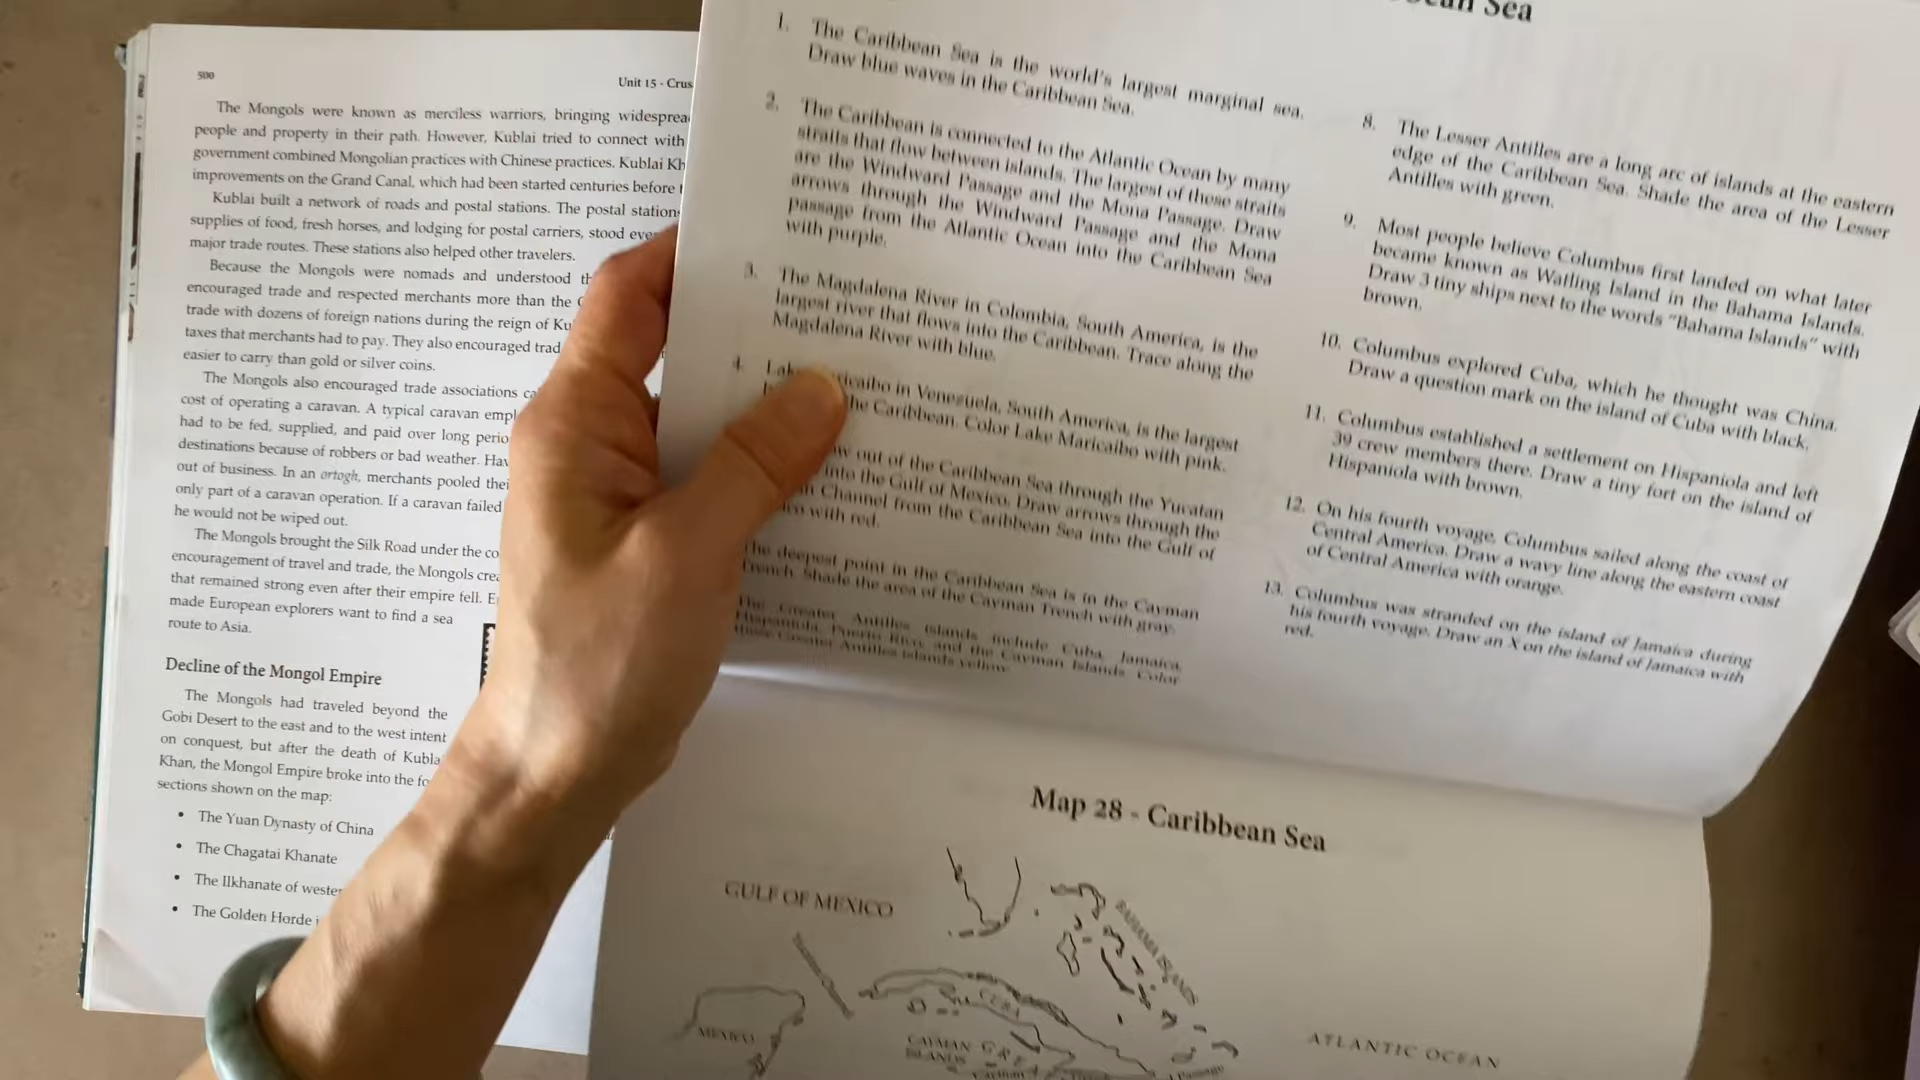 500
Unit 15 - Crus
The Mongols were known as merciless warriors, bringing widesprea
people and property in their path. However, Kublai tried to connect with
government combined Mongolian practices with Chinese practices. Kublai Kh
improvements on the Grand Canal, which had been started centuries before
Kublai built a network of roads and postal stations. The postal station
supplies of food, fresh horses, and lodging for postal carriers, stood eve
major trade routes. These stations also helped other travelers.
Because the Mongols were nomads and understood th
encouraged trade and respected merchants more than the C
trade with dozens of foreign nations during the reign of Ku
taxes that merchants had to pay. They also encouraged trad
easier to carry than gold or silver coins.
The Mongols also encouraged trade associations ca
cost of operating a caravan. A typical caravan empl
had to be fed, supplied, and paid over long perio
destinations because of robbers or bad weather. Hav
out of business. In an ortogh, merchants pooled thei
only part of a caravan operation. If a caravan failed
he would not be wiped out.
The Mongols brought the Silk Road under the co
encouragement of travel and trade, the Mongols crea
that remained strong even after their empire fell. E
made European explorers want to find a sea
route to Asia.
Decline of the Mongol Empire
The Mongols had traveled beyond the
Gobi Desert to the east and to the west intent
on conquest, but after the death of Kubla
Khan, the Mongol Empire broke into the fo
sections shown on the map:
• The Yuan Dynasty of China
• The Chagatai Khanate
• The Ilkhanate of wester
• The Golden Horde i
bean Sea
1. The Caribbean Sea is the world's largest marginal sea.
Draw blue waves in the Caribbean Sea.
2. The Caribbean is connected to the Atlantic Ocean by many
straits that flow between islands. The largest of these straits
are the Windward Passage and the Mona Passage. Draw
arrows through the Windward Passage and the Mona
Passage from the Atlantic Ocean into the Caribbean Sea
with purple.
3. The Magdalena River in Colombia, South America, is the
largest river that flows into the Caribbean. Trace along the
Magdalena River with blue.
4. Lake ricaibo in Venezuela, South America, is the largest
the Caribbean. Color Lake Maricaibo with pink.
ow out of the Caribbean Sea through the Yucatan
into the Gulf of Mexico. Draw arrows through the
n Channel from the Caribbean Sea into the Gulf of
ico with red.
The deepest point in the Caribbean Sea is in the Cayman
Trench. Shade the area of the Cayman Trench with gray.
The Greater Antilles islands include Cuba, Jamaica,
Hispaniola, Puerto Rico, and the Cayman Islands. Color
these Greater Antilles islands yellow.
8. The Lesser Antilles are a long arc of islands at the eastern
edge of the Caribbean Sea. Shade the area of the Lesser
Antilles with green.
9. Most people believe Columbus first landed on what later
became known as Watling Island in the Bahama Islands.
Draw 3 tiny ships next to the words "Bahama Islands" with
brown.
10. Columbus explored Cuba, which he thought was China.
Draw a question mark on the island of Cuba with black.
11. Columbus established a settlement on Hispaniola and left
39 crew members there. Draw a tiny fort on the island of
Hispaniola with brown.
12. On his fourth voyage, Columbus sailed along the coast of
Central America. Draw a wavy line along the eastern coast
of Central America with orange.
13. Columbus was stranded on the island of Jamaica during
his fourth voyage. Draw an X on the island of Jamaica with
red.
Map 28 - Caribbean Sea
GULF OF MEXICO
BAHAMA ISLANDS
Yucatan Channel
CUBA
MEXICO
CAYMAN
ISLANDS
GREA
ATLANTIC OCEAN
Passage